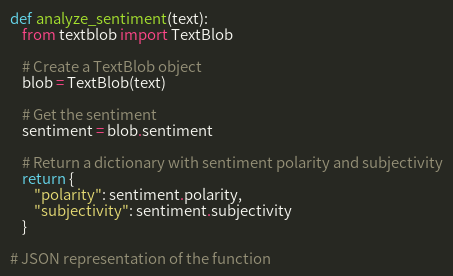 def analyze_sentiment(text):
from textblob import TextBlob
# Create a TextBlob object
blob = TextBlob(text)
# Get the sentiment
sentiment = blob.sentiment
# Return a dictionary with sentiment polarity and subjectivity
return {
"polarity": sentiment.polarity,
"subjectivity": sentiment.subjectivity
}
# JSON representation of the function